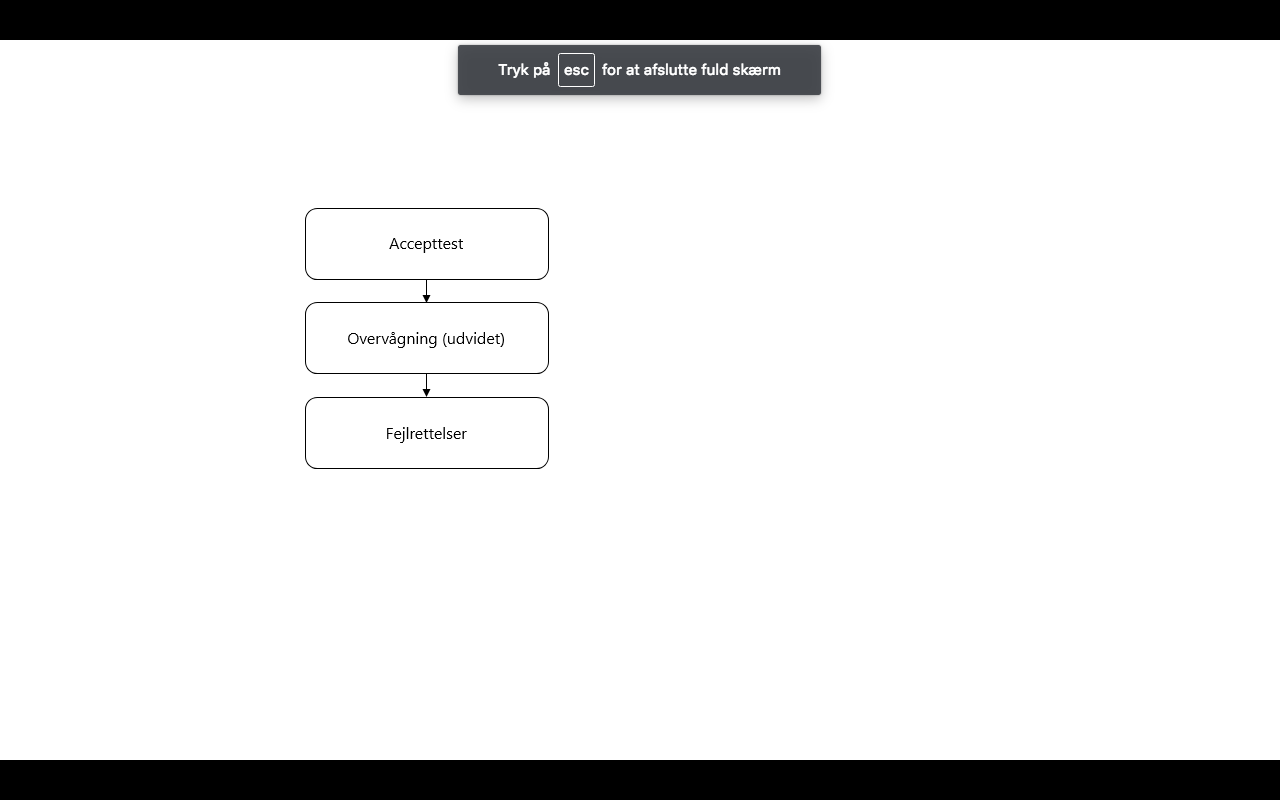 Tryk på esc for at afslutte fuld skærm
Accepttest
Overvågning (udvidet)
Fejlrettelser